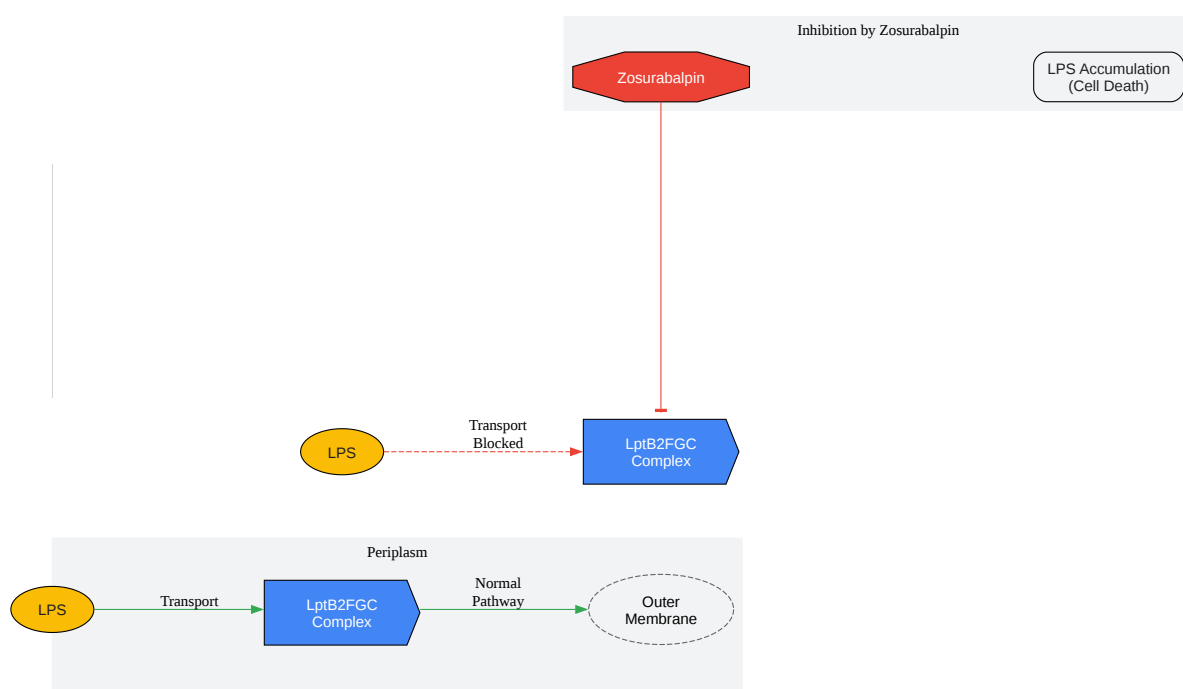 Inhibition by Zosurabalpin
Zosurabalpin
LPS Accumulation
(Cell Death)
Transport
Blocked
LPS
LptB2FGC
Complex
Periplasm
LPS
Transport
LptB2FGC
Complex
Normal
Pathway
Outer
Membrane